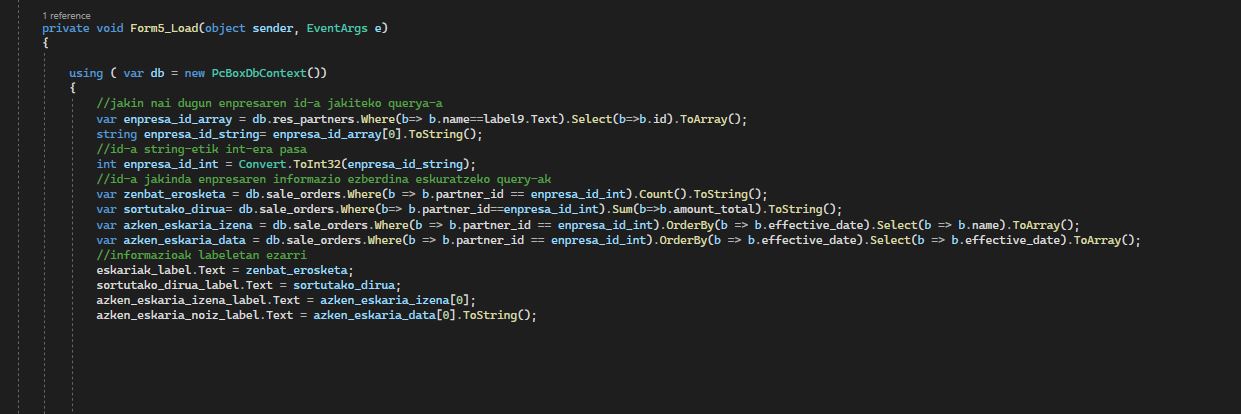 1 reference
private void Form5_Load(object sender, EventArgs e)
{
using ( var db = new PcBoxDbContext())
{
//jakin nai dugun enpresaren id-a jakiteko querya-a
var enpresa_id_array = db.res_partners.Where(b=> b.name==label9.Text).Select(b=>b.id).ToArray();
string enpresa_id_string= enpresa_id_array[0].ToString();
//id-a string-etik int-era pasa
int enpresa_id_int = Convert.ToInt32(enpresa_id_string);
//id-a jakinda enpresaren informazio ezberdina eskuratzeko query-ak
var zenbat_erosketa = db.sale_orders.Where(b => b.partner_id == enpresa_id_int).Count().ToString();
var sortutako_dirua= db.sale_orders.Where(b=> b.partner_id==enpresa_id_int).Sum(b=>b.amount_total).ToString();
var azken_eskaria_izena = db.sale_orders.Where(b => b.partner_id == enpresa_id_int).OrderBy(b => b.effective_date).Select(b => b.name).ToArray();
var azken_eskaria_data = db.sale_orders.Where(b => b.partner_id == enpresa_id_int).OrderBy(b => b.effective_date).Select(b => b.effective_date).ToArray();
//informazioak labeletan ezarri
eskariak_label.Text = zenbat_erosketa;
sortutako_dirua_label.Text = sortutako_dirua;
azken_eskaria_izena_label.Text = azken_eskaria_izena[0];
azken_eskaria_noiz_label.Text = azken_eskaria_data[0].ToString();